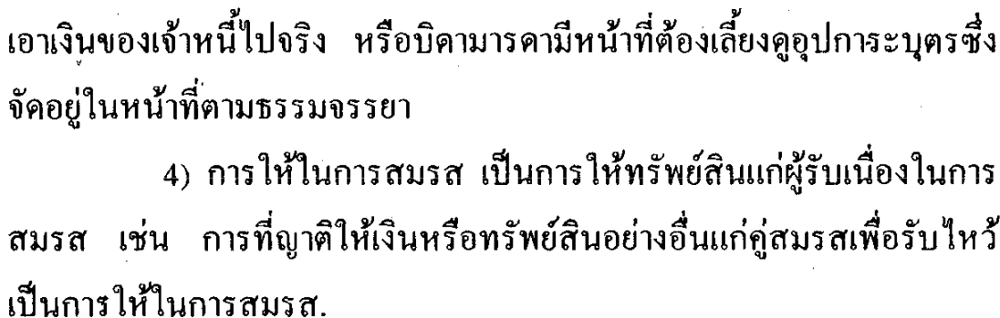 เอาเงินของเจ้าหนี้ไปจริง หรือบิดามารดามีหน้าที่ต้องเลี้ยงดูอุปการะบุตรซึ่ง
จัดอยู่ในหน้าที่ตามธรรมจรรยา
4) การให้ในการสมรส เป็นการให้ทรัพย์สินแก่ผู้รับเนื่องในการ
สมรส เช่น การที่ญาติให้เงินหรือทรัพย์สินอย่างอื่นแก่คู่สมรสเพื่อรับไหว้
เป็นการให้ในการสมรส.